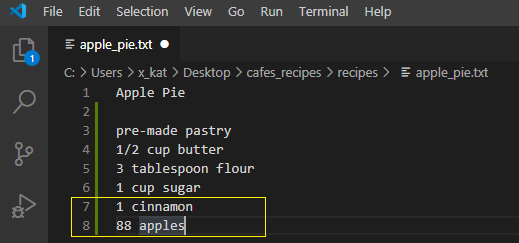 File Edit Selection View Go Run Terminal Help
apple_pie.txt
C: > Users > x_kat > Desktop > cafes_recipes > recipes > apple_pie.txt
1 Apple Pie
2
3 pre-made pastry
4 1/2 cup butter
5 3 tablespoon flour
6 1 cup sugar
7 1 cinnamon
8 88 apples
1